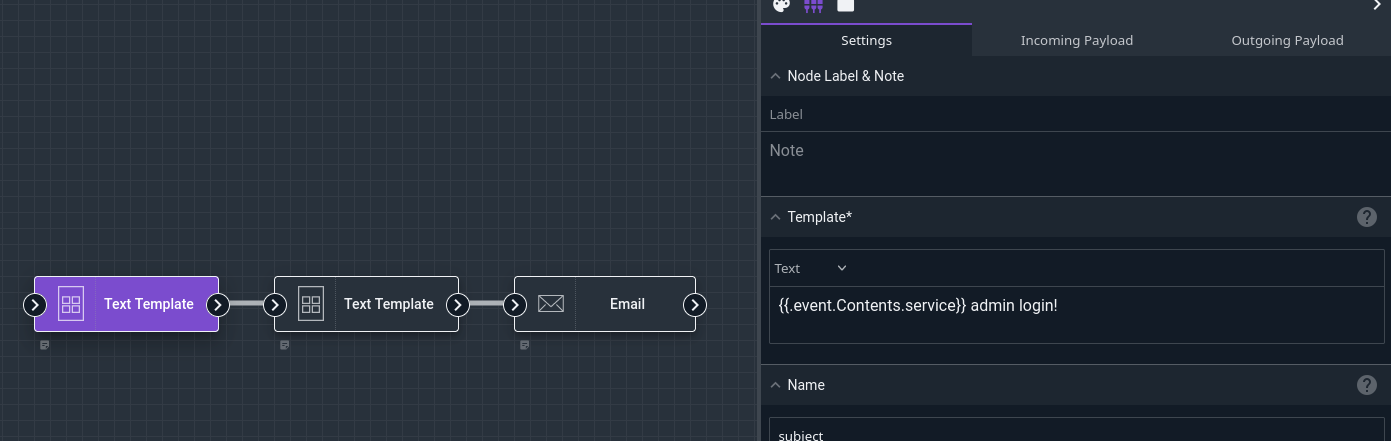 Settings
Incoming Payload
Outgoing Payload
Node Label & Note
Label
Note
Template*
Text
{{.event.Contents.service}} admin login!
Name
subject
Text Template
Text Template
Email